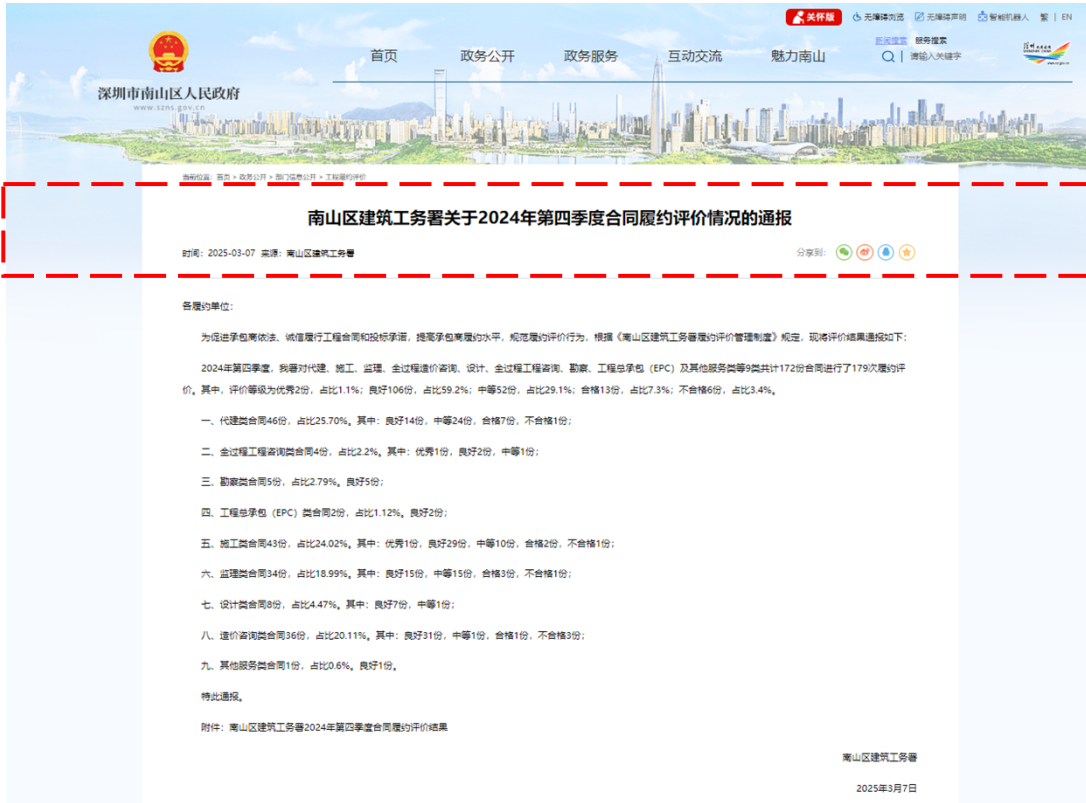 关怀版 无障碍浏览 无障碍声明 智能机器人 繁 | EN
新闻搜索 服务搜索
首页 政务公开 政务服务 互动交流 魅力南山 请输入关键字
深圳市南山区人民政府
www.szns.gov.cn
当前位置：首页 > 政务公开 > 部门信息公开 > 工程履约评价
南山区建筑工务署关于2024年第四季度合同履约评价情况的通报
时间：2025-03-07 来源：南山区建筑工务署 分享到：
各履约单位：
为促进承包商依法、诚信履行工程合同和投标承诺，提高承包商履约水平，规范履约评价行为，根据《南山区建筑工务署履约评价管理制度》规定，现将评价结果通报如下：
2024年第四季度，我署对代建、施工、监理、全过程造价咨询、设计、全过程工程咨询、勘察、工程总承包（EPC）及其他服务类等9类共计172份合同进行了179次履约评
价。其中，评价等级为优秀2份，占比1.1%；良好106份，占比59.2%；中等52份，占比29.1%；合格13份，占比7.3%；不合格6份，占比3.4%。
一、代建类合同46份，占比25.70%。其中：良好14份，中等24份，合格7份，不合格1份；
二、全过程工程咨询类合同4份，占比2.2%。其中：优秀1份，良好2份，中等1份；
三、勘察类合同5份，占比2.79%。良好5份；
四、工程总承包（EPC）类合同2份，占比1.12%。良好2份；
五、施工类合同43份，占比24.02%。其中：优秀1份，良好29份，中等10份，合格2份，不合格1份；
六、监理类合同34份，占比18.99%。其中：良好15份，中等15份，合格3份，不合格1份；
七、设计类合同8份，占比4.47%。其中：良好7份，中等1份；
八、造价咨询类合同36份，占比20.11%。其中：良好31份，中等1份，合格1份，不合格3份；
九、其他服务类合同1份，占比0.6%。良好1份。
特此通报。
附件：南山区建筑工务署2024年第四季度合同履约评价结果
南山区建筑工务署
2025年3月7日